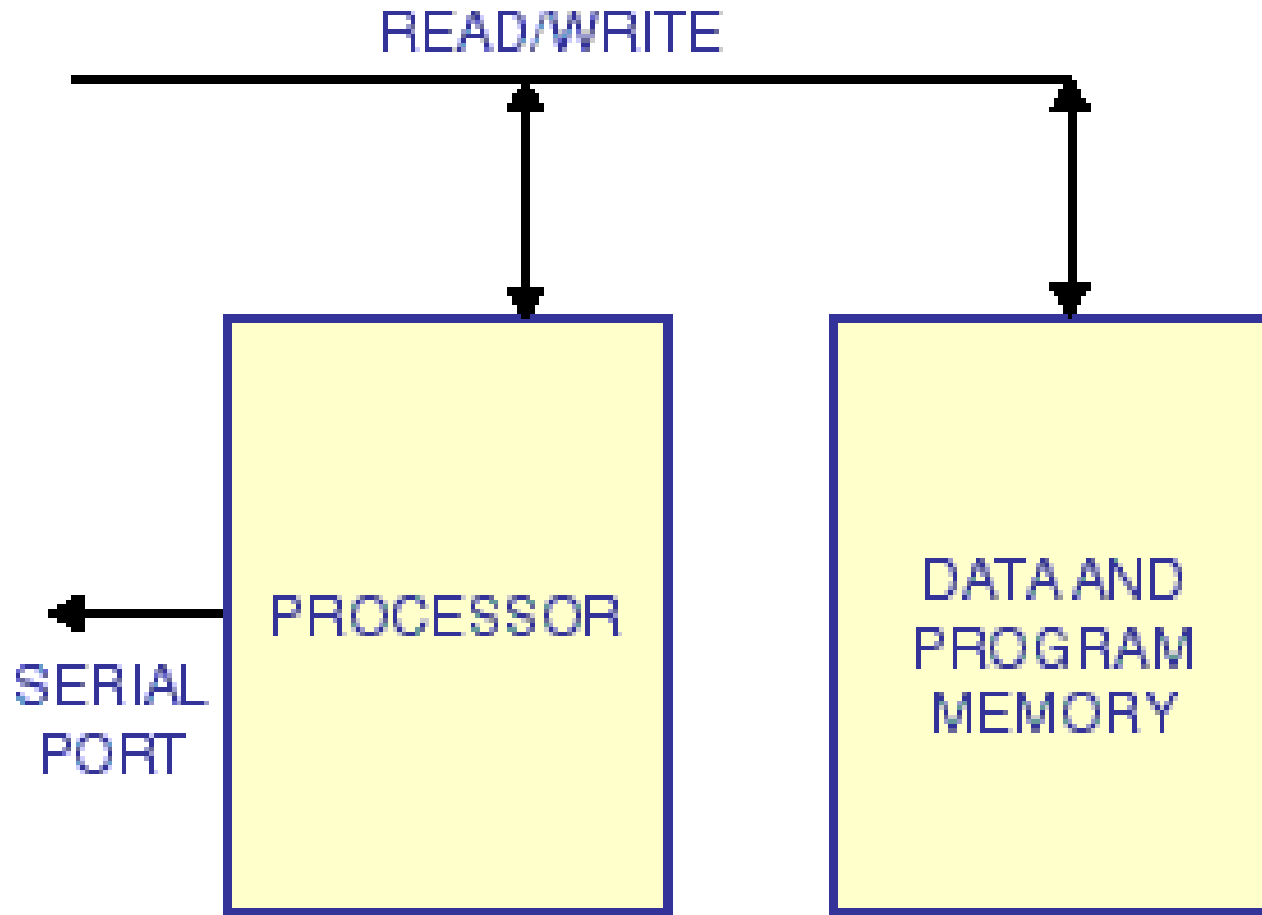 READ/WRITE
PROCESSOR
SERIAL
PORT
DATA AND
PROGRAM
MEMORY